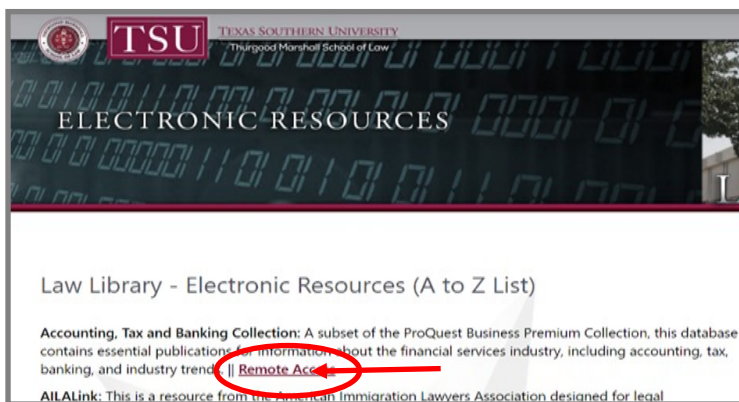 TSU
TEXAS SOUTHERN UNIVERSITY
Thurgood Marshall School of Law
ELECTRONIC RESOURCES
L
Law Library - Electronic Resources (A to Z List)
Accounting, Tax and Banking Collection: A subset of the ProQuest Business Premium Collection, this database
contains essential publications for information about the financial services industry, including accounting, tax,
banking, and industry trends. || Remote Access
AILALink: This is a resource from the American Immigration Lawyers Association designed for legal